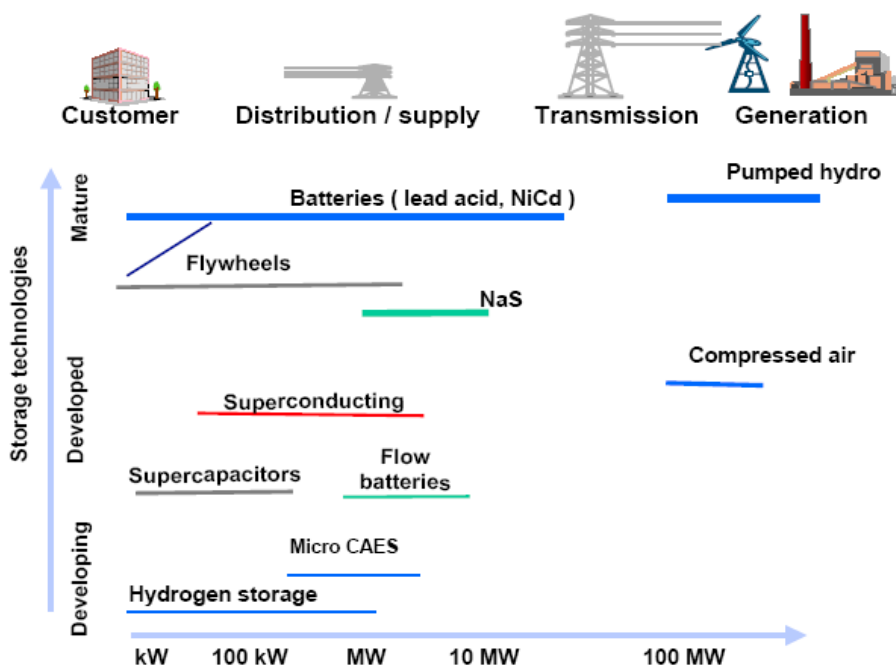 Customer
Distribution / supply
Transmission
Generation
Storage technologies
Mature
Developed
Developing
Pumped hydro
Batteries ( lead acid, NiCd )
Flywheels
NaS
Compressed air
Superconducting
Supercapacitors
Flow
batteries
Micro CAES
Hydrogen storage
kW
100 kW
MW
10 MW
100 MW